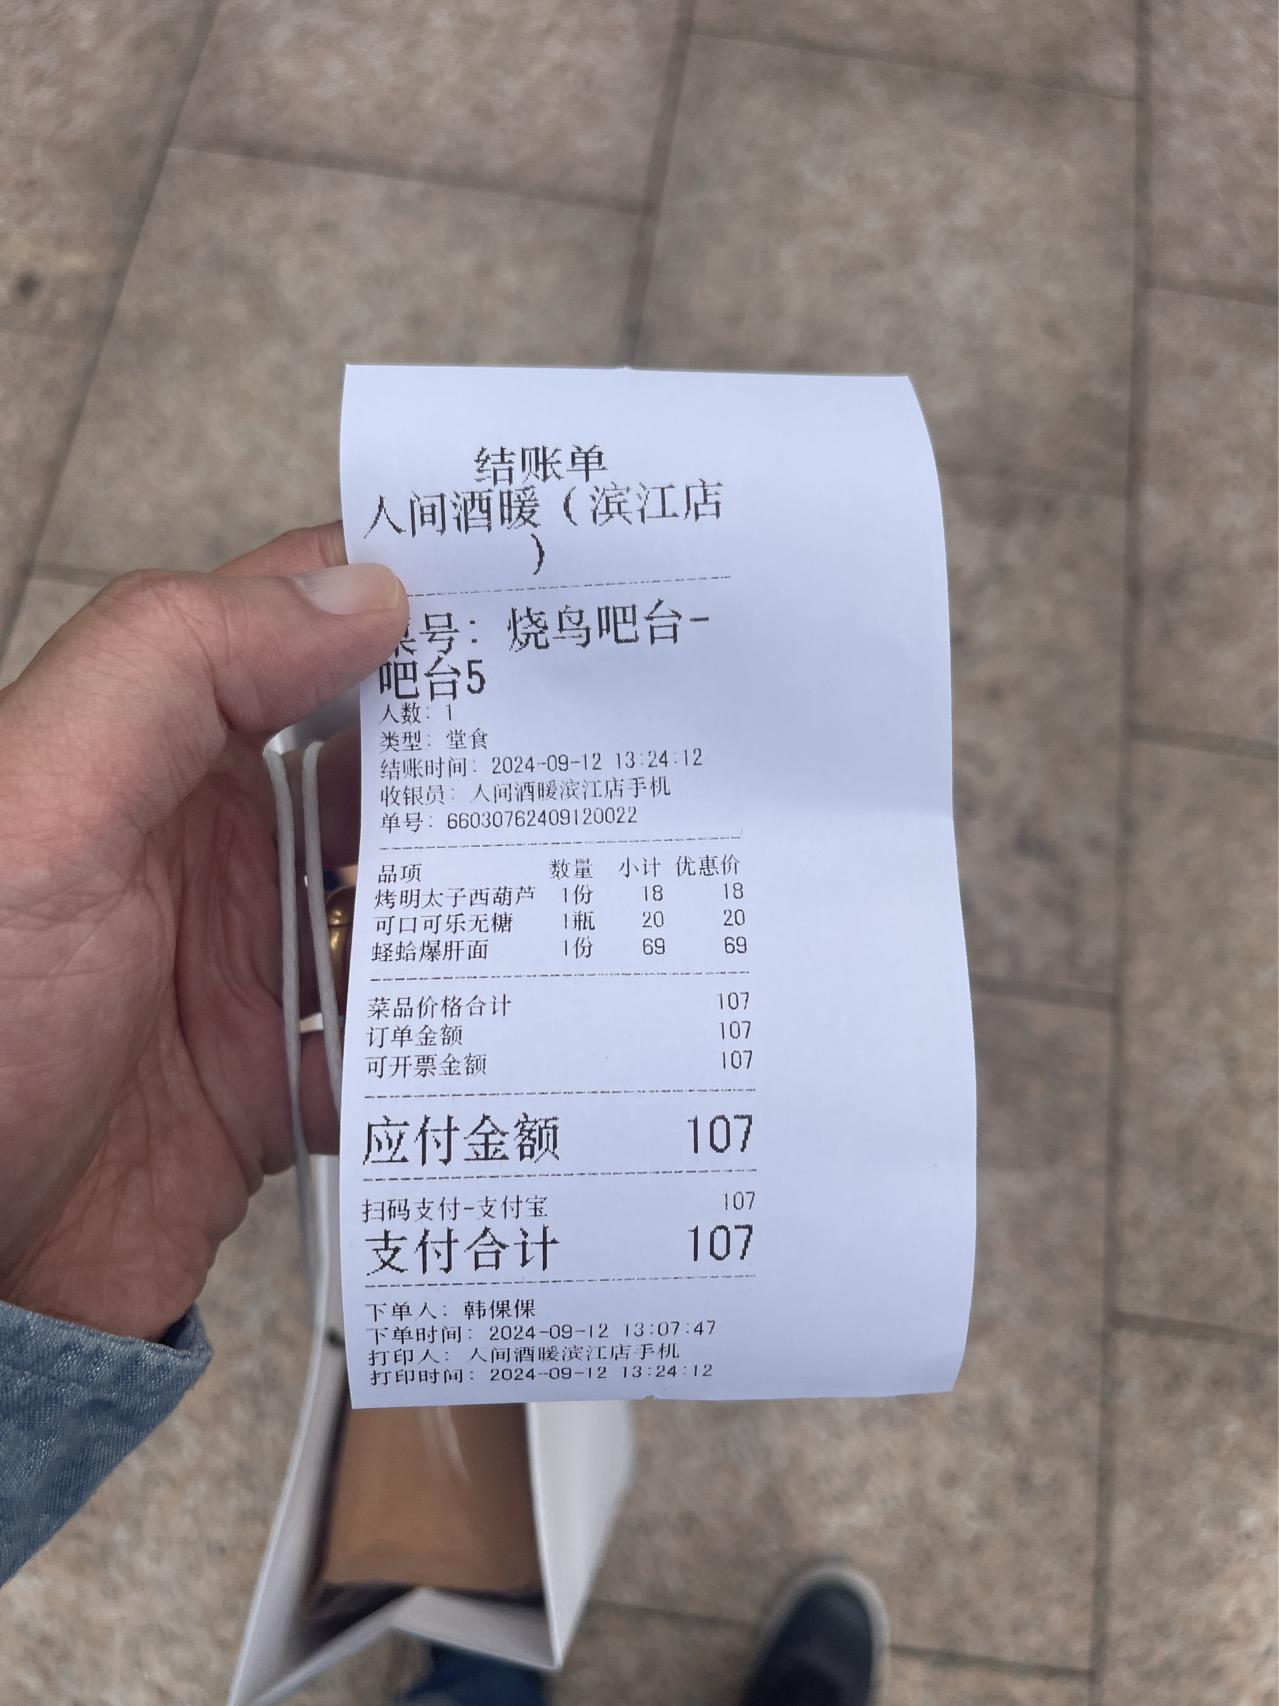 结账单
人间酒暖（滨江店
）
号: 烧鸟吧台-
吧台5
人数: 1
类型: 堂食
结账时间: 2024-09-12 13:24:12
收银员: 人间酒暖滨江店手机
单号: 66030762409120022
品项 数量 小计 优惠价
烤明太子西葫芦 1份 18 18
可口可乐无糖 1瓶 20 20
蛏蛤爆肝面 1份 69 69
菜品价格合计 107
订单金额 107
可开票金额 107
应付金额 107
扫码支付-支付宝 107
支付合计 107
下单人: 韩倮倮
下单时间: 2024-09-12 13:07:47
打印人: 人间酒暖滨江店手机
打印时间: 2024-09-12 13:24:12